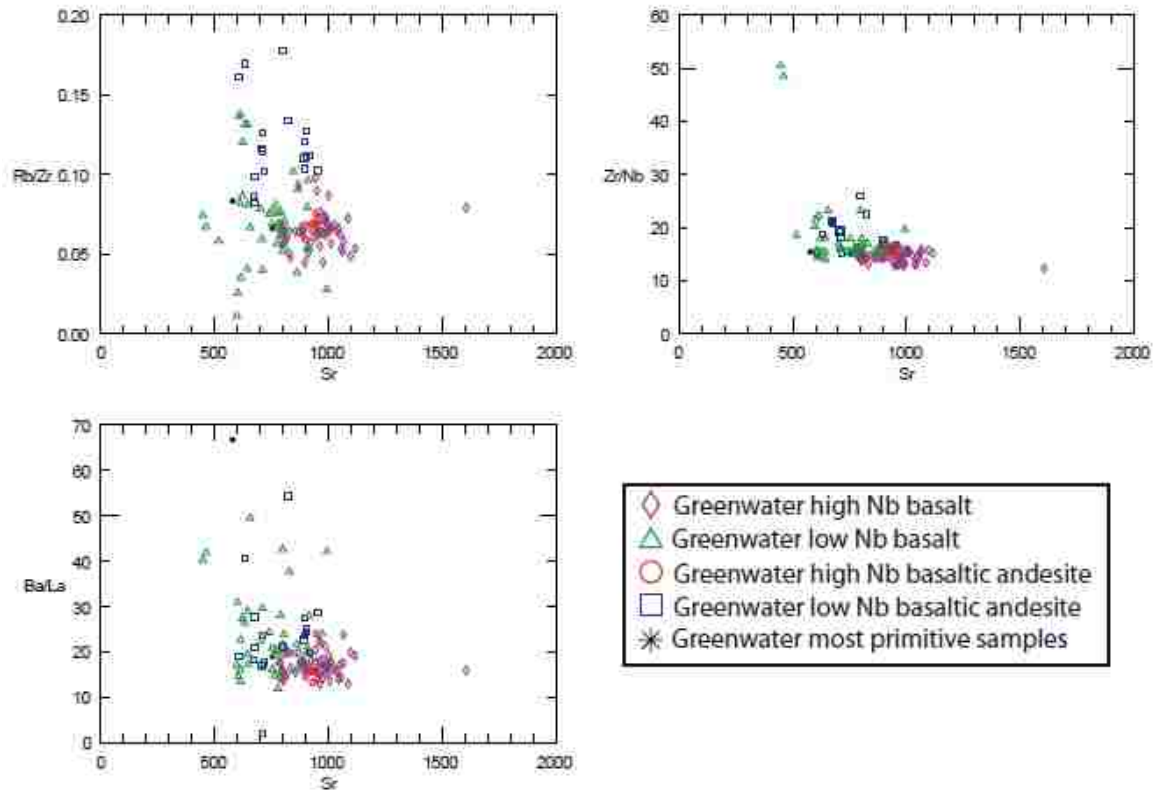 0.20
0.15
Rb/Zr 0.10
0.05
0.00
0 500 1000 1500 2000
Sr
60
50
40
Zr/Nb 30
20
10
0
0 500 1000 1500 2000
Sr
70
60
50
40
Ba/La
30
20
10
0
0 500 1000 1500 2000
Sr
Greenwater high Nb basalt
Greenwater low Nb basalt
Greenwater high Nb basaltic andesite
Greenwater low Nb basaltic andesite
Greenwater most primitive samples